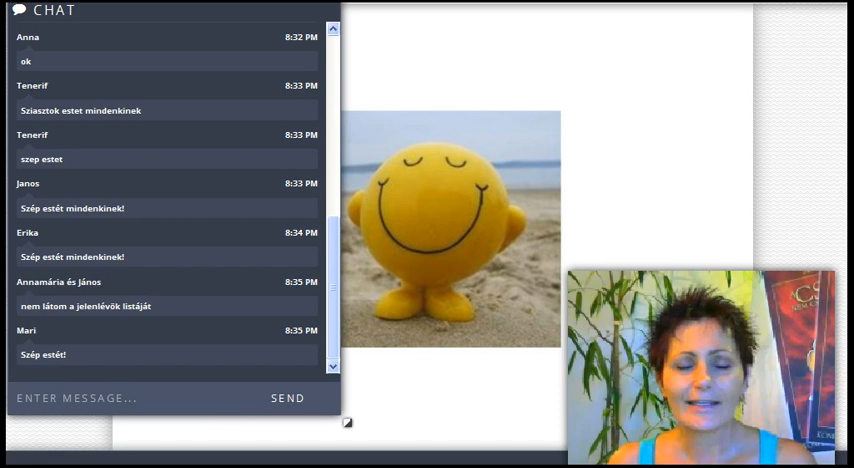 CHAT
Anna 8:32 PM
ok
Tenerif 8:33 PM
Sziasztok estet mindenkinek
Tenerif 8:33 PM
szep estet
Janos 8:33 PM
Szép estét mindenkinek!
Erika 8:34 PM
Szép estét mindenkinek!
Annamária és János 8:35 PM
nem látom a jelenlévök listáját
Mari 8:35 PM
Szép estét!
ENTER MESSAGE... SEND
CS